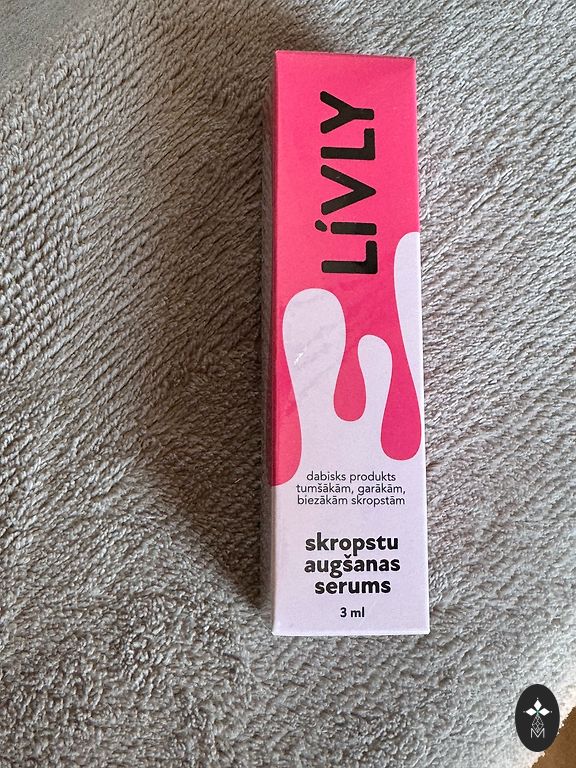 LíVLY
dabisks produkts
tumšākām, garākām,
biezākām skropstām
skropstu
augšanas
serums
3 ml